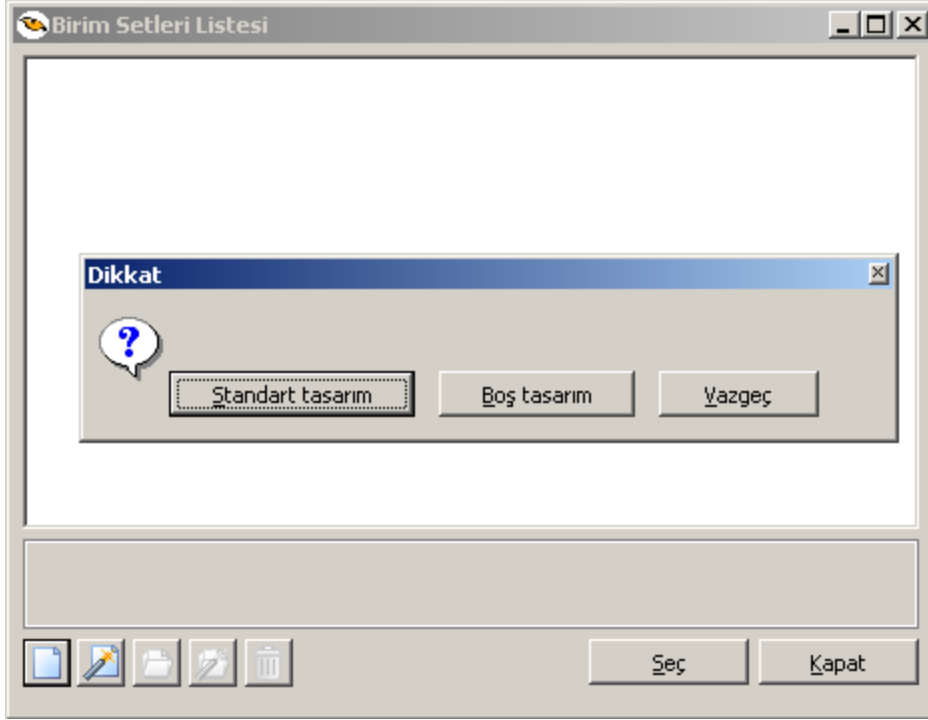 Birim Setleri Listesi
Dikkat
?
Standart tasarım Boş tasarım Vazgeç
Seç Kapat